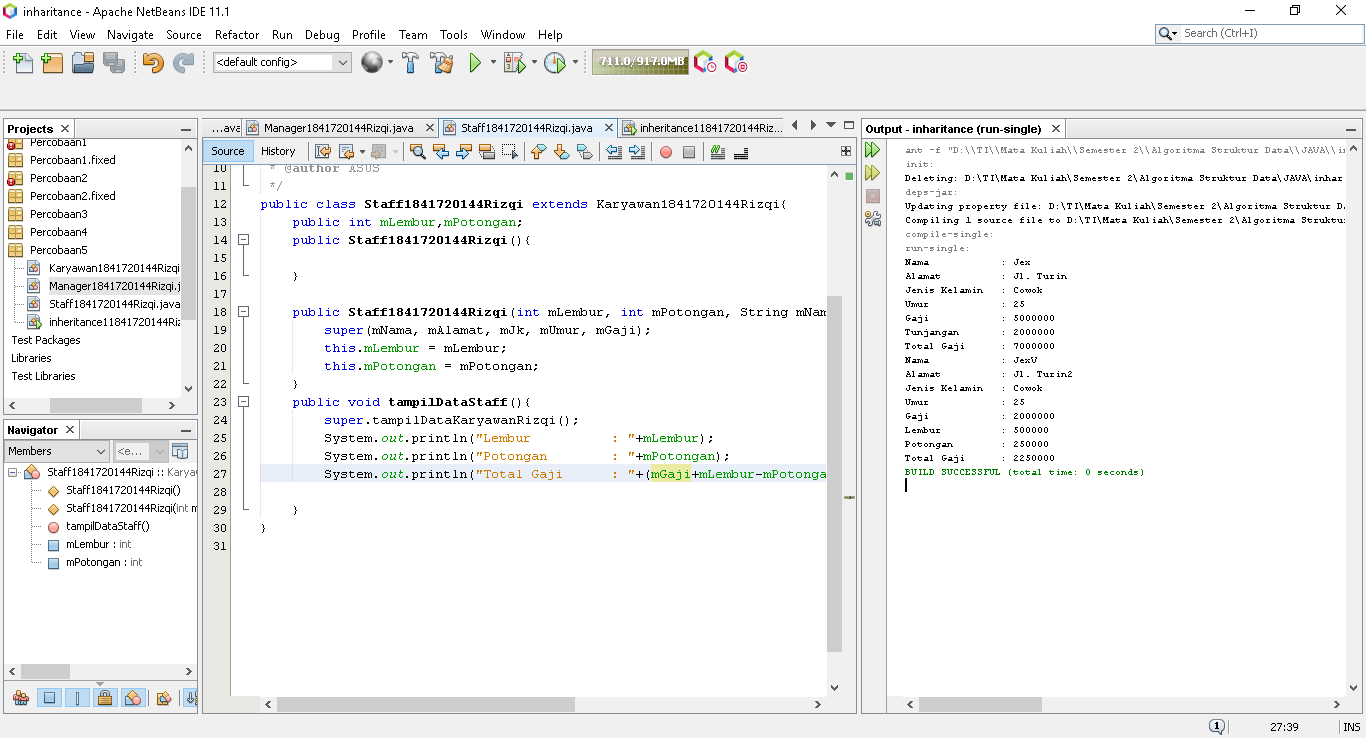 inharitance - Apache NetBeans IDE 11.1
File Edit View Navigate Source Refactor Run Debug Profile Team Tools Window Help
Search (Ctrl+I)
<default config>
711.0/917.0MB
Projects
Percobaan1
Percobaan1.fixed
Percobaan2
Percobaan2.fixed
Percobaan3
Percobaan4
Percobaan5
Karyawan1841720144Rizqi
Manager1841720144Rizqi.j
Staff1841720144Rizqi.java
inheritance11841720144Riz
Test Packages
Libraries
Test Libraries
Navigator
Members
<e...
Staff1841720144Rizqi :: Karya
Staff1841720144Rizqi()
Staff1841720144Rizqi(int m
tampilDataStaff()
mLembur : int
mPotongan : int
...ava Manager1841720144Rizqi.java Staff1841720144Rizqi.java inheritance11841720144Riz...
Source History
10 * @author ASUS
11 */
12 public class Staff1841720144Rizqi extends Karyawan1841720144Rizqi{
13 public int mLembur,mPotongan;
14 public Staff1841720144Rizqi(){
15
16 }
17
18 public Staff1841720144Rizqi(int mLembur, int mPotongan, String mNam
19 super(mNama, mAlamat, mJk, mUmur, mGaji);
20 this.mLembur = mLembur;
21 this.mPotongan = mPotongan;
22 }
23 public void tampilDataStaff(){
24 super.tampilDataKaryawanRizqi();
25 System.out.println("Lembur : "+mLembur);
26 System.out.println("Potongan : "+mPotongan);
27 System.out.println("Total Gaji : "+(mGaji+mLembur-mPotonga
28
29 }
30 }
31
Output - inharitance (run-single)
ant -f "D:\\TI\\Mata Kuliah\\Semester 2\\Algoritma Struktur Data\\JAVA\\in
init:
Deleting: D:\TI\Mata Kuliah\Semester 2\Algoritma Struktur Data\JAVA\inhar
deps-jar:
Updating property file: D:\TI\Mata Kuliah\Semester 2\Algoritma Struktur D
Compiling 1 source file to D:\TI\Mata Kuliah\Semester 2\Algoritma Struktu
compile-single:
run-single:
Nama : Jex
Alamat : Jl. Turin
Jenis Kelamin : Cowok
Umur : 25
Gaji : 5000000
Tunjangan : 2000000
Total Gaji : 7000000
Nama : JexV
Alamat : Jl. Turin2
Jenis Kelamin : Cowok
Umur : 25
Gaji : 2000000
Lembur : 500000
Potongan : 250000
Total Gaji : 2250000
BUILD SUCCESSFUL (total time: 0 seconds)
1
27:39
INS